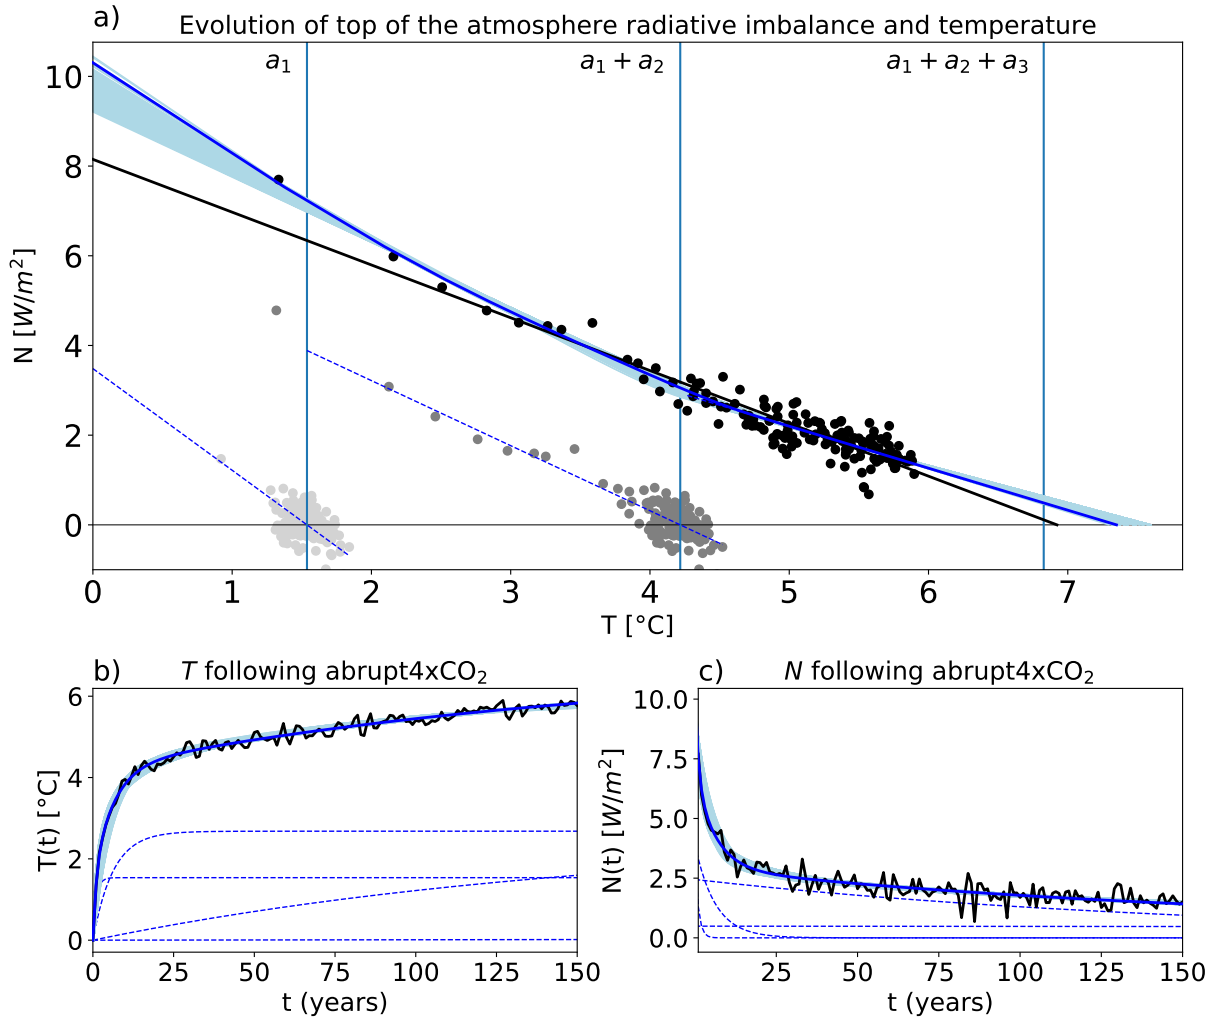 a)
Evolution of top of the atmosphere radiative imbalance and temperature
a₁
a₁ + a₂
a₁ + a₂ + a₃
10
8
6
4
2
0
N [W/m²]
0 1 2 3 4 5 6 7
T [°C]
b)
T following abrupt4xCO₂
6
4
2
0
T(t) [°C]
0 25 50 75 100 125 150
t (years)
c)
N following abrupt4xCO₂
10.0
7.5
5.0
2.5
0.0
N(t) [W/m²]
25 50 75 100 125 150
t (years)